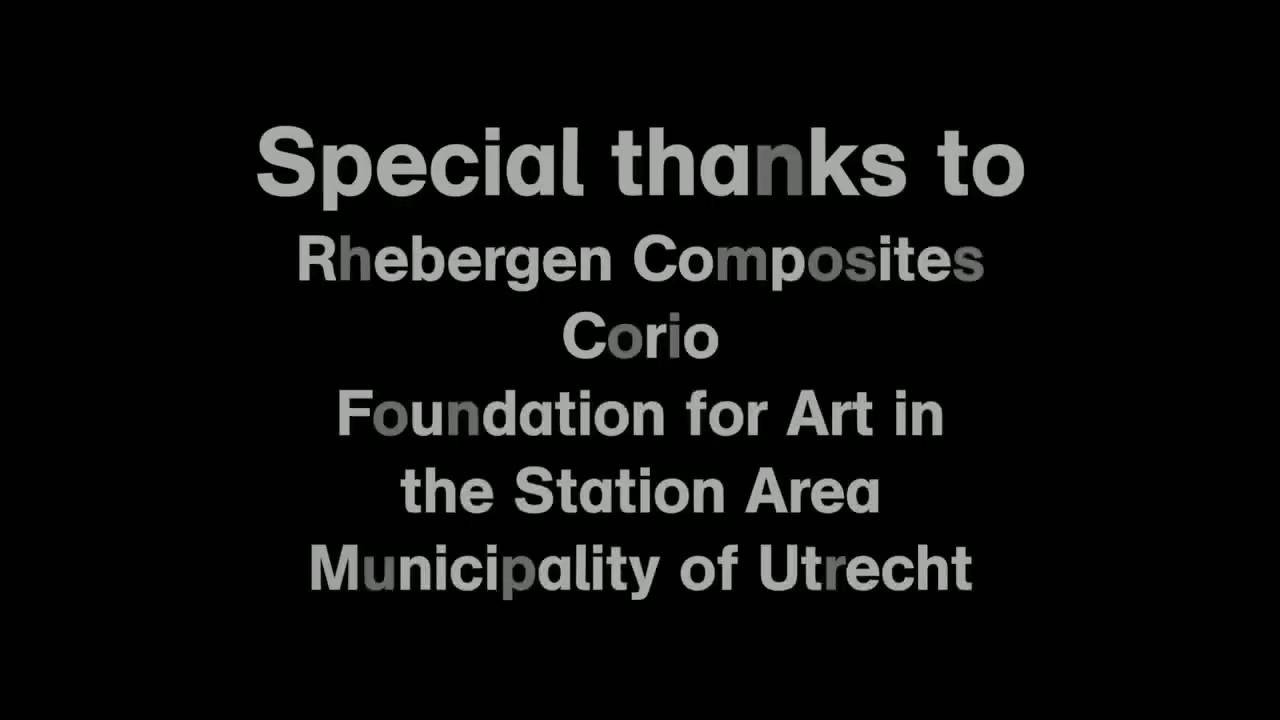 Special thanks to
Rhebergen Composites
Corio
Foundation for Art in
the Station Area
Municipality of Utrecht